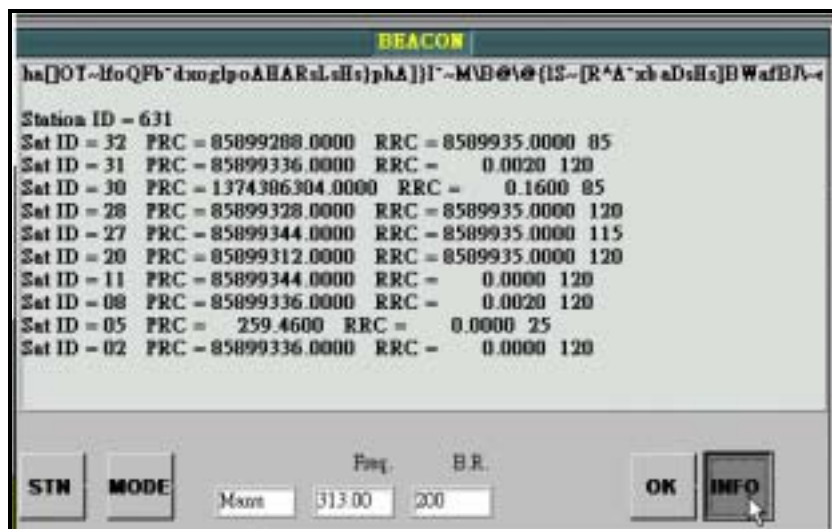 BEACON
Station ID = 631
Sat ID = 32 PRC = 85899288.0000 RRC = 8589935.0000 85
Sat ID = 31 PRC = 85899336.0000 RRC = 0.0020 120
Sat ID = 30 PRC = 1374386304.0000 RRC = 0.1600 85
Sat ID = 28 PRC = 85899328.0000 RRC = 8589935.0000 120
Sat ID = 27 PRC = 85899344.0000 RRC = 8589935.0000 115
Sat ID = 20 PRC = 85899312.0000 RRC = 8589935.0000 120
Sat ID = 11 PRC = 85899344.0000 RRC = 0.0000 120
Sat ID = 08 PRC = 85899336.0000 RRC = 0.0020 120
Sat ID = 05 PRC = 259.4600 RRC = 0.0000 25
Sat ID = 02 PRC = 85899336.0000 RRC = 0.0000 120
Freq. B.R.
STN MODE 313.00 200 OK INFO